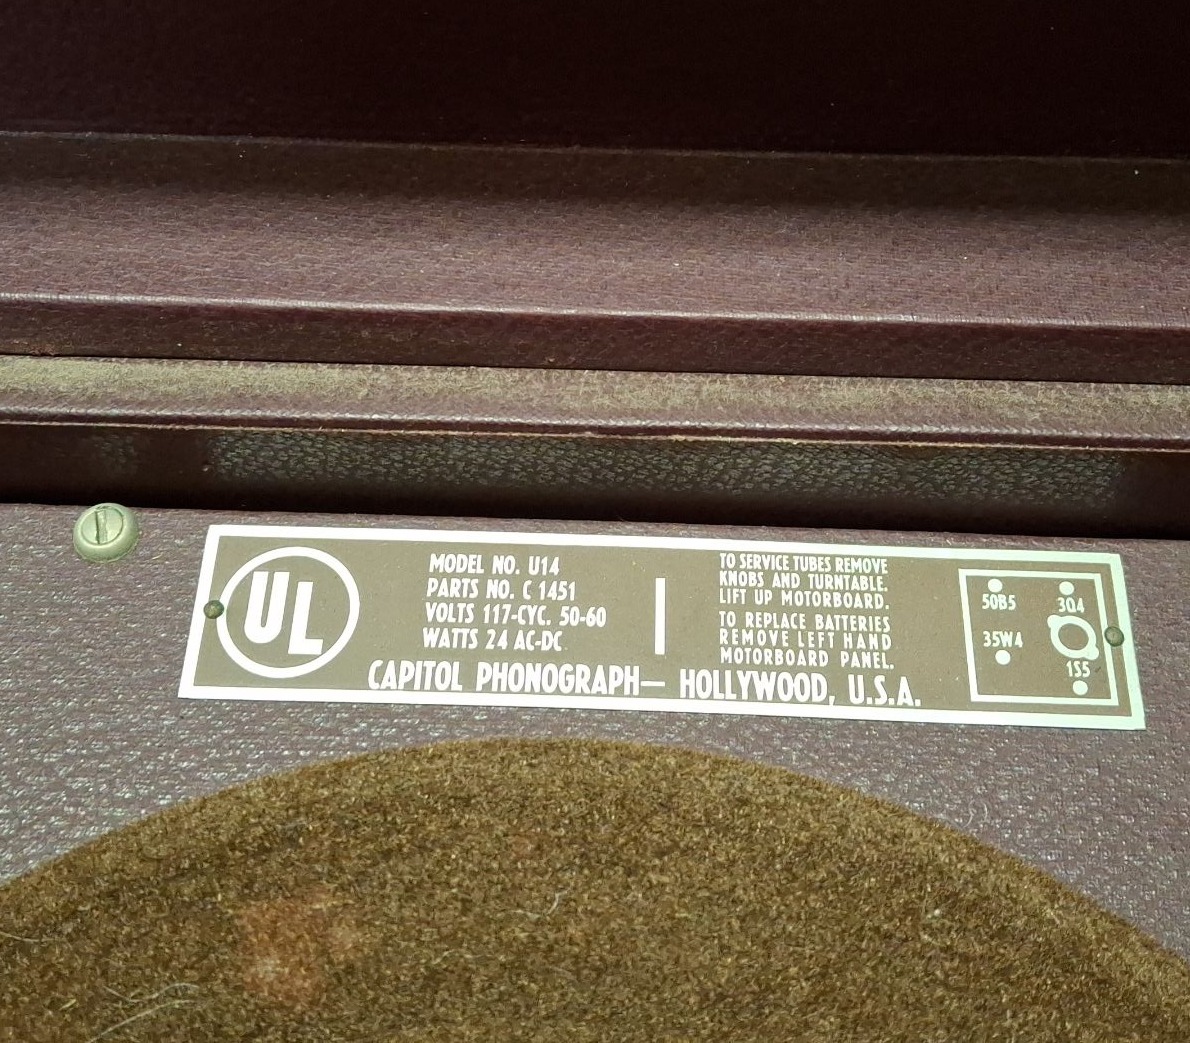 UL
MODEL NO. U14
PARTS NO. C 1451
VOLTS 117-CYC. 50-60
WATTS 24 AC-DC
CAPITOL PHONOGRAPH— HOLLYWOOD, U.S.A.
TO SERVICE TUBES REMOVE
KNOBS AND TURNTABLE.
LIFT UP MOTORBOARD.
TO REPLACE BATTERIES
REMOVE LEFT HAND
MOTORBOARD PANEL.
50B5
3Q4
35W4
1S5